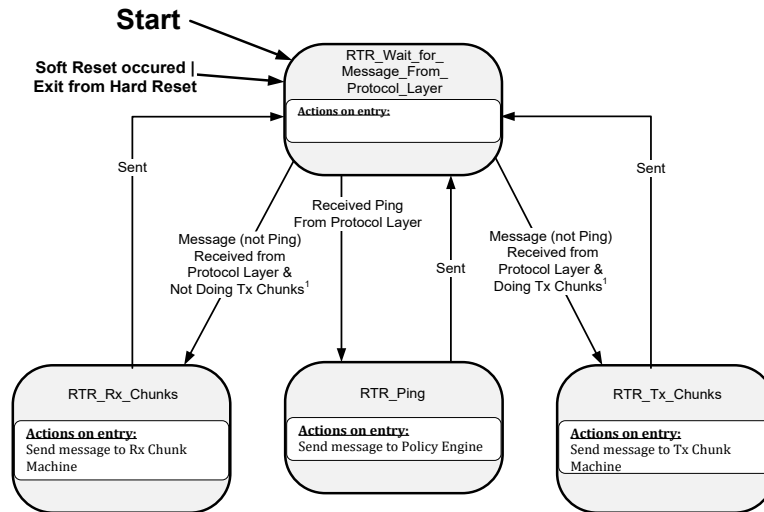 Start
RTR_Wait_for_
Message_From_
Protocol_Layer
Soft Reset occured |
Exit from Hard Reset
Actions on entry:
Sent
Received Ping
From Protocol Layer
Message (not Ping)
Received from
Protocol Layer &
Not Doing Tx Chunks¹
Sent
Message (not Ping)
Received from
Protocol Layer &
Doing Tx Chunks¹
Sent
RTR_Rx_Chunks
Actions on entry:
Send message to Rx Chunk
Machine
RTR_Ping
Actions on entry:
Send message to Policy Engine
RTR_Tx_Chunks
Actions on entry:
Send message to Tx Chunk
Machine